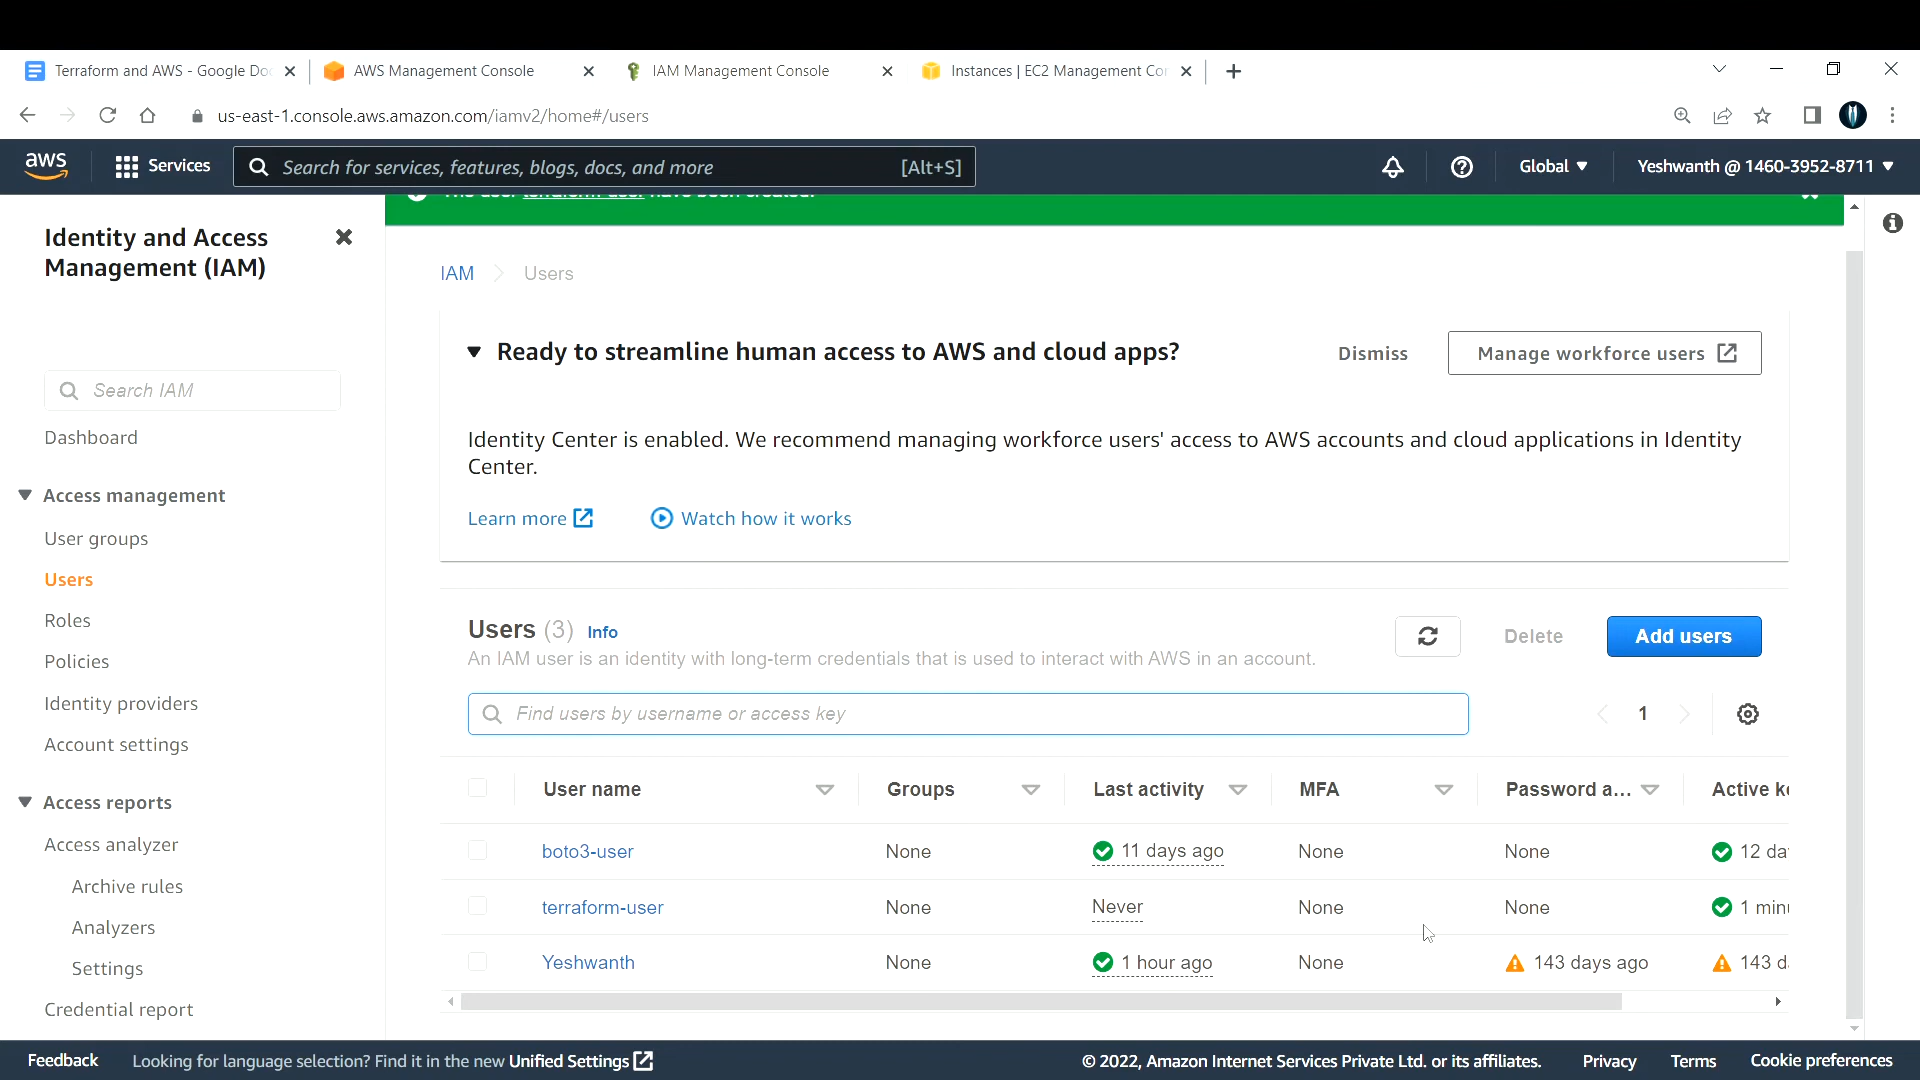 Terraform and AWS - Google Do
AWS Management Console
IAM Management Console
Instances | EC2 Management Co
us-east-1.console.aws.amazon.com/iamv2/home#/users
aws
Services
Search for services, features, blogs, docs, and more
[Alt+S]
Global
Yeshwanth @ 1460-3952-8711
The user terraform-user have been created.
Identity and Access
Management (IAM)
Search IAM
Dashboard
Access management
User groups
Users
Roles
Policies
Identity providers
Account settings
Access reports
Access analyzer
Archive rules
Analyzers
Settings
Credential report
IAM
Users
Ready to streamline human access to AWS and cloud apps?
Dismiss
Manage workforce users
Identity Center is enabled. We recommend managing workforce users' access to AWS accounts and cloud applications in Identity
Center.
Learn more
Watch how it works
Users (3) Info
An IAM user is an identity with long-term credentials that is used to interact with AWS in an account.
Delete
Add users
Find users by username or access key
1
User name Groups Last activity MFA Password a... Active ke
boto3-user None 11 days ago None None 12 da
terraform-user None Never None None 1 minu
Yeshwanth None 1 hour ago None 143 days ago 143 d
Feedback
Looking for language selection? Find it in the new Unified Settings
© 2022, Amazon Internet Services Private Ltd. or its affiliates.
Privacy
Terms
Cookie preferences